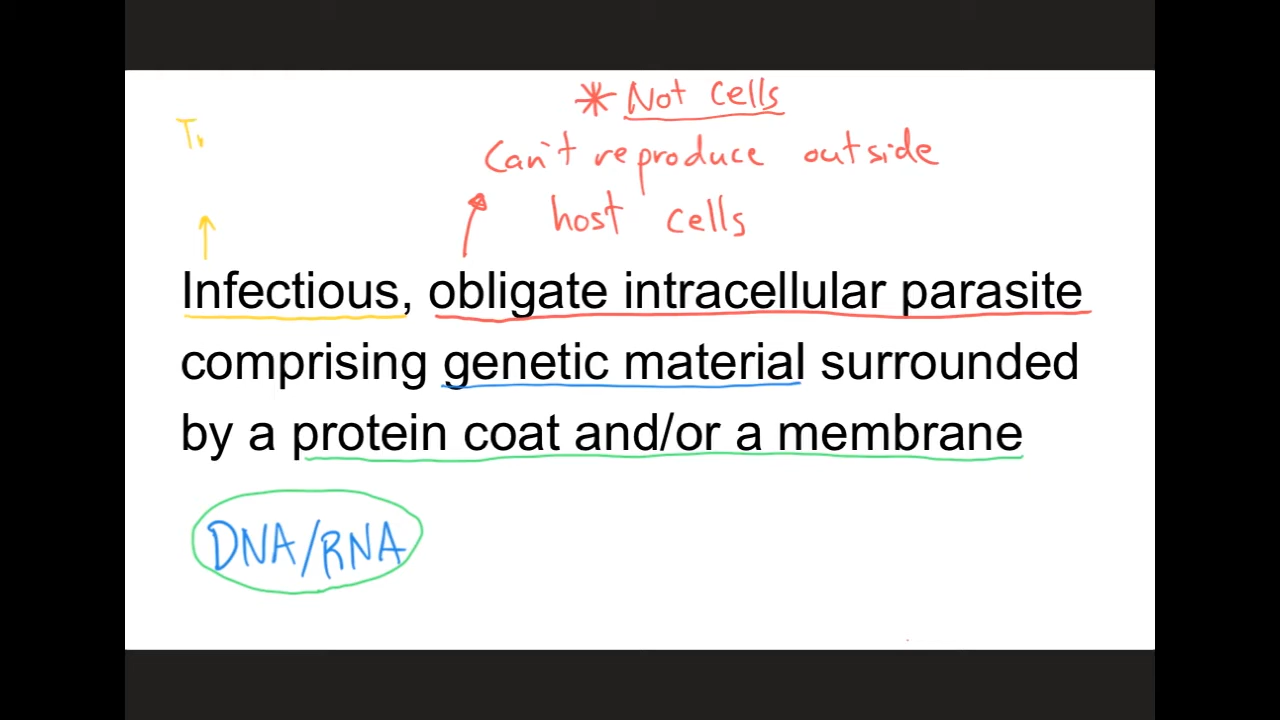 * Not cells
Can't reproduce outside
host cells
Infectious, obligate intracellular parasite
comprising genetic material surrounded
by a protein coat and/or a membrane
DNA/RNA